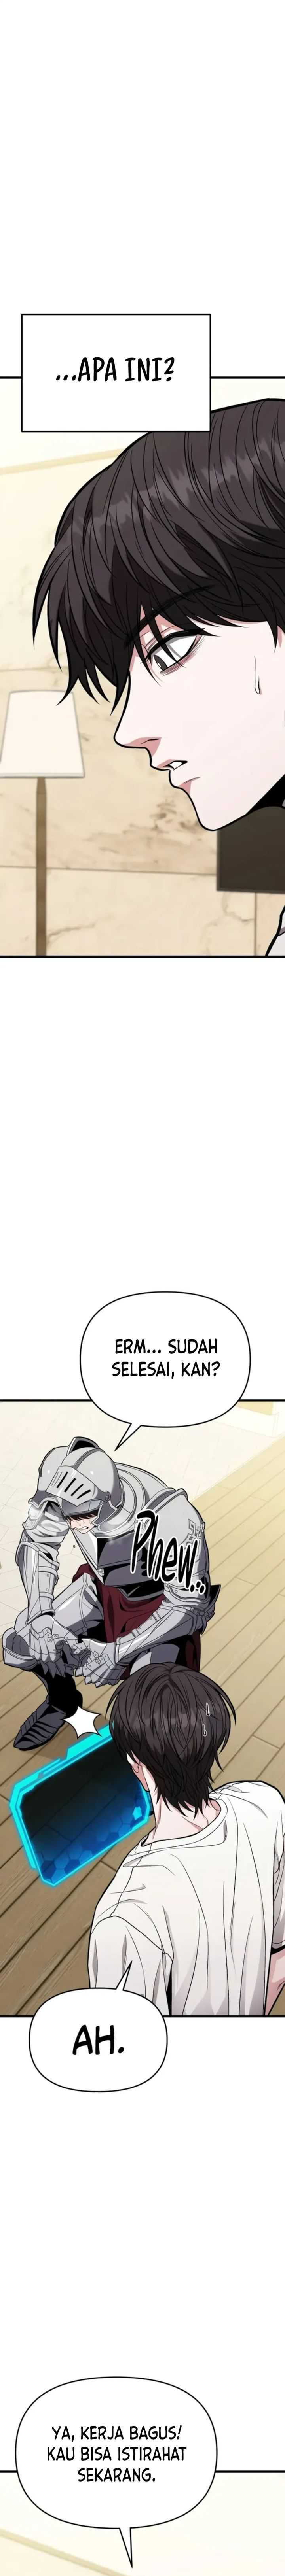 ...APA INI?
ERM... SUDAH
SELESAI, KAN?
Phew..
AH.
YA, KERJA BAGUS!
KAU BISA ISTIRAHAT
SEKARANG.